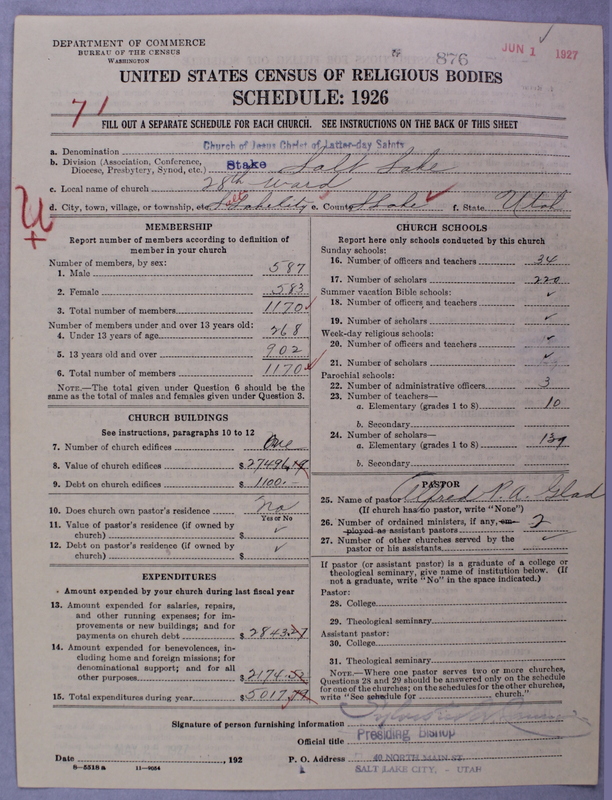 DEPARTMENT OF COMMERCE
BUREAU OF THE CENSUS
WASHINGTON
876
JUN 1 1927
UNITED STATES CENSUS OF RELIGIOUS BODIES
SCHEDULE: 1926
71
FILL OUT A SEPARATE SCHEDULE FOR EACH CHURCH. SEE INSTRUCTIONS ON THE BACK OF THIS SHEET
a. Denomination Church of Jesus Christ of Latter-day Saints
b. Division (Association, Conference, Diocese, Presbytery, Synod, etc.) Stake Salt Lake
c. Local name of church 28th Ward
d. City, town, village, or township, etc. Salt Lake City e. County S Lake f. State Utah
MEMBERSHIP
Report number of members according to definition of member in your church
Number of members, by sex:
1. Male 587
2. Female 583
3. Total number of members 1170
Number of members under and over 13 years old:
4. Under 13 years of age 268
5. 13 years old and over 902
6. Total number of members 1170
NOTE.—The total given under Question 6 should be the same as the total of males and females given under Question 3.
CHURCH BUILDINGS
See instructions, paragraphs 10 to 12
7. Number of church edifices One
8. Value of church edifices $27496.19
9. Debt on church edifices $1100.—
10. Does church own pastor's residence No
Yes or No
11. Value of pastor's residence (if owned by church) $
12. Debt on pastor's residence (if owned by church) $
EXPENDITURES
Amount expended by your church during last fiscal year
13. Amount expended for salaries, repairs, and other running expenses; for improvements or new buildings; and for payments on church debt $2843.27
14. Amount expended for benevolences, including home and foreign missions; for denominational support; and for all other purposes $2174.52
15. Total expenditures during year $5017.79
CHURCH SCHOOLS
Report here only schools conducted by this church
Sunday schools:
16. Number of officers and teachers 34
17. Number of scholars 220
Summer vacation Bible schools:
18. Number of officers and teachers
19. Number of scholars
Week-day religious schools:
20. Number of officers and teachers
21. Number of scholars
Parochial schools:
22. Number of administrative officers 3
23. Number of teachers—
a. Elementary (grades 1 to 8) 10
b. Secondary
24. Number of scholars—
a. Elementary (grades 1 to 8)
b. Secondary
PASTOR
25. Name of pastor Alfred P.A. Glad
(If church has no pastor, write "None")
26. Number of ordained ministers, if any, employed as assistant pastors 2
27. Number of other churches served by the pastor or his assistants
If pastor (or assistant pastor) is a graduate of a college or theological seminary, give name of institution below. (If not a graduate, write "No" in the space indicated.)
Pastor:
28. College
29. Theological seminary
Assistant pastor:
30. College
31. Theological seminary
NOTE.—Where one pastor serves two or more churches, Questions 28 and 29 should be answered only on the schedule for one of the churches; on the schedules for the other churches, write "See schedule for church."
Signature of person furnishing information
Official title Presiding Bishop
Date , 192 P. O. Address 40 NORTH MAIN ST.
SALT LAKE CITY, - UTAH
8—5518a 11—9054